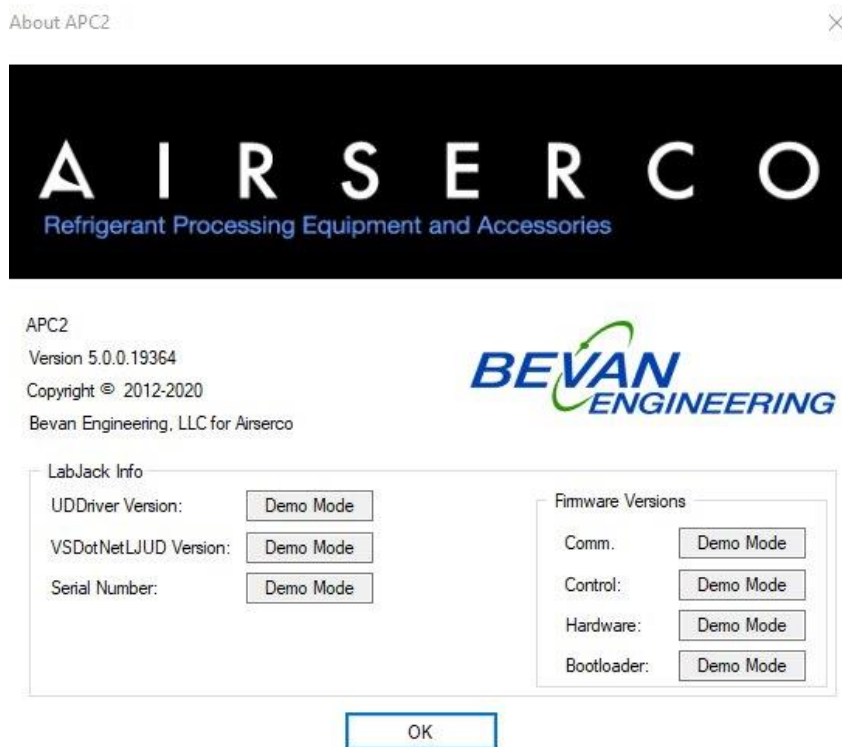 About APC2
AIRSERCO
Refrigerant Processing Equipment and Accessories
APC2
Version 5.0.0.19364
Copyright © 2012-2020
Bevan Engineering, LLC for Airserco
BEVAN
ENGINEERING
LabJack Info
UDDriver Version: Demo Mode
VSDotNetLJUD Version: Demo Mode
Serial Number: Demo Mode
Firmware Versions
Comm. Demo Mode
Control: Demo Mode
Hardware: Demo Mode
Bootloader: Demo Mode
OK